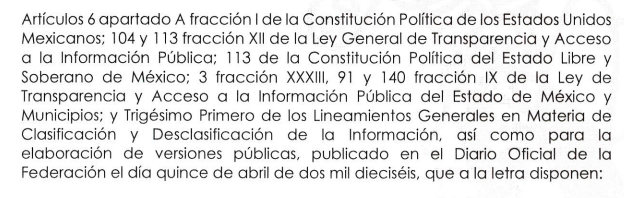 Artículos 6 apartado A fracción I de la Constitución Política de los Estados Unidos
Mexicanos; 104 y 113 fracción XII de la Ley General de Transparencia y Acceso
a la Información Pública; 113 de la Constitución Política del Estado Libre y
Soberano de México; 3 fracción XXXIII, 91 y 140 fracción IX de la Ley de
Transparencia y Acceso a la Información Pública del Estado de México y
Municipios; y Trigésimo Primero de los Lineamientos Generales en Materia de
Clasificación y Desclasificación de la Información, así como para la
elaboración de versiones públicas, publicado en el Diario Oficial de la
Federación el día quince de abril de dos mil dieciséis, que a la letra disponen: